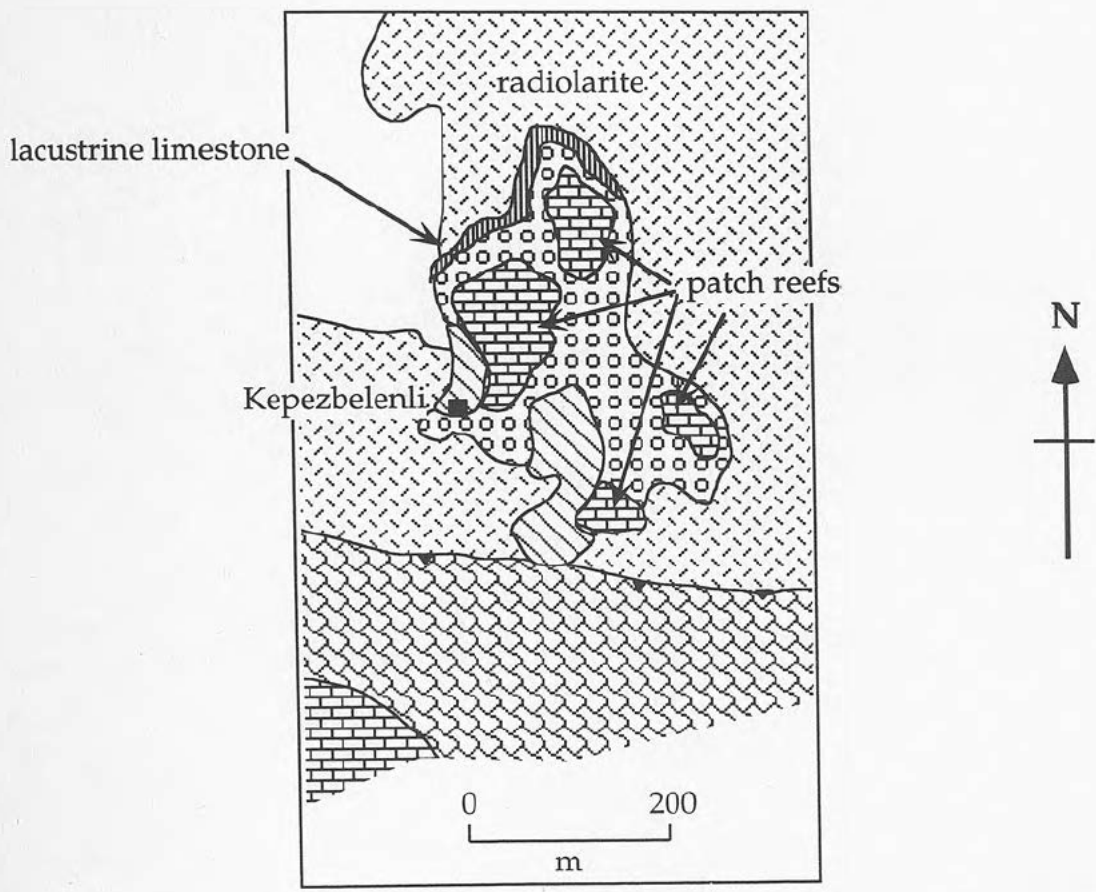 radiolarite
lacustrine limestone
patch reefs
N
Kepezbelenli
0 200
m